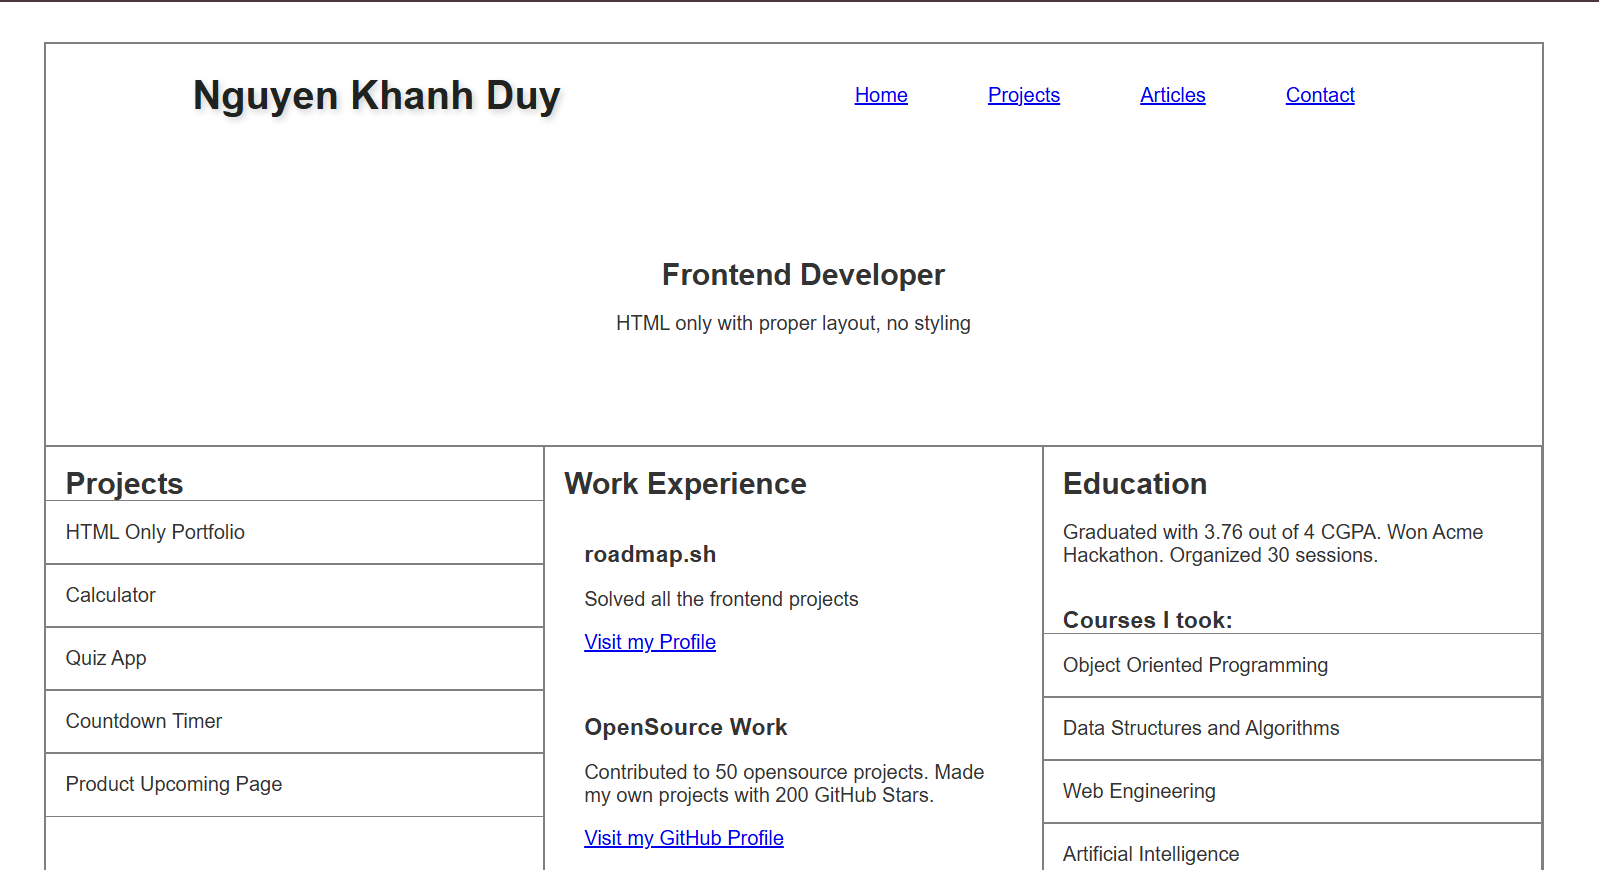 Nguyen Khanh Duy
Home
Projects
Articles
Contact
Frontend Developer
HTML only with proper layout, no styling
Projects
HTML Only Portfolio
Calculator
Quiz App
Countdown Timer
Product Upcoming Page
Work Experience
roadmap.sh
Solved all the frontend projects
Visit my Profile
OpenSource Work
Contributed to 50 opensource projects. Made
my own projects with 200 GitHub Stars.
Visit my GitHub Profile
Education
Graduated with 3.76 out of 4 CGPA. Won Acme
Hackathon. Organized 30 sessions.
Courses I took:
Object Oriented Programming
Data Structures and Algorithms
Web Engineering
Artificial Intelligence